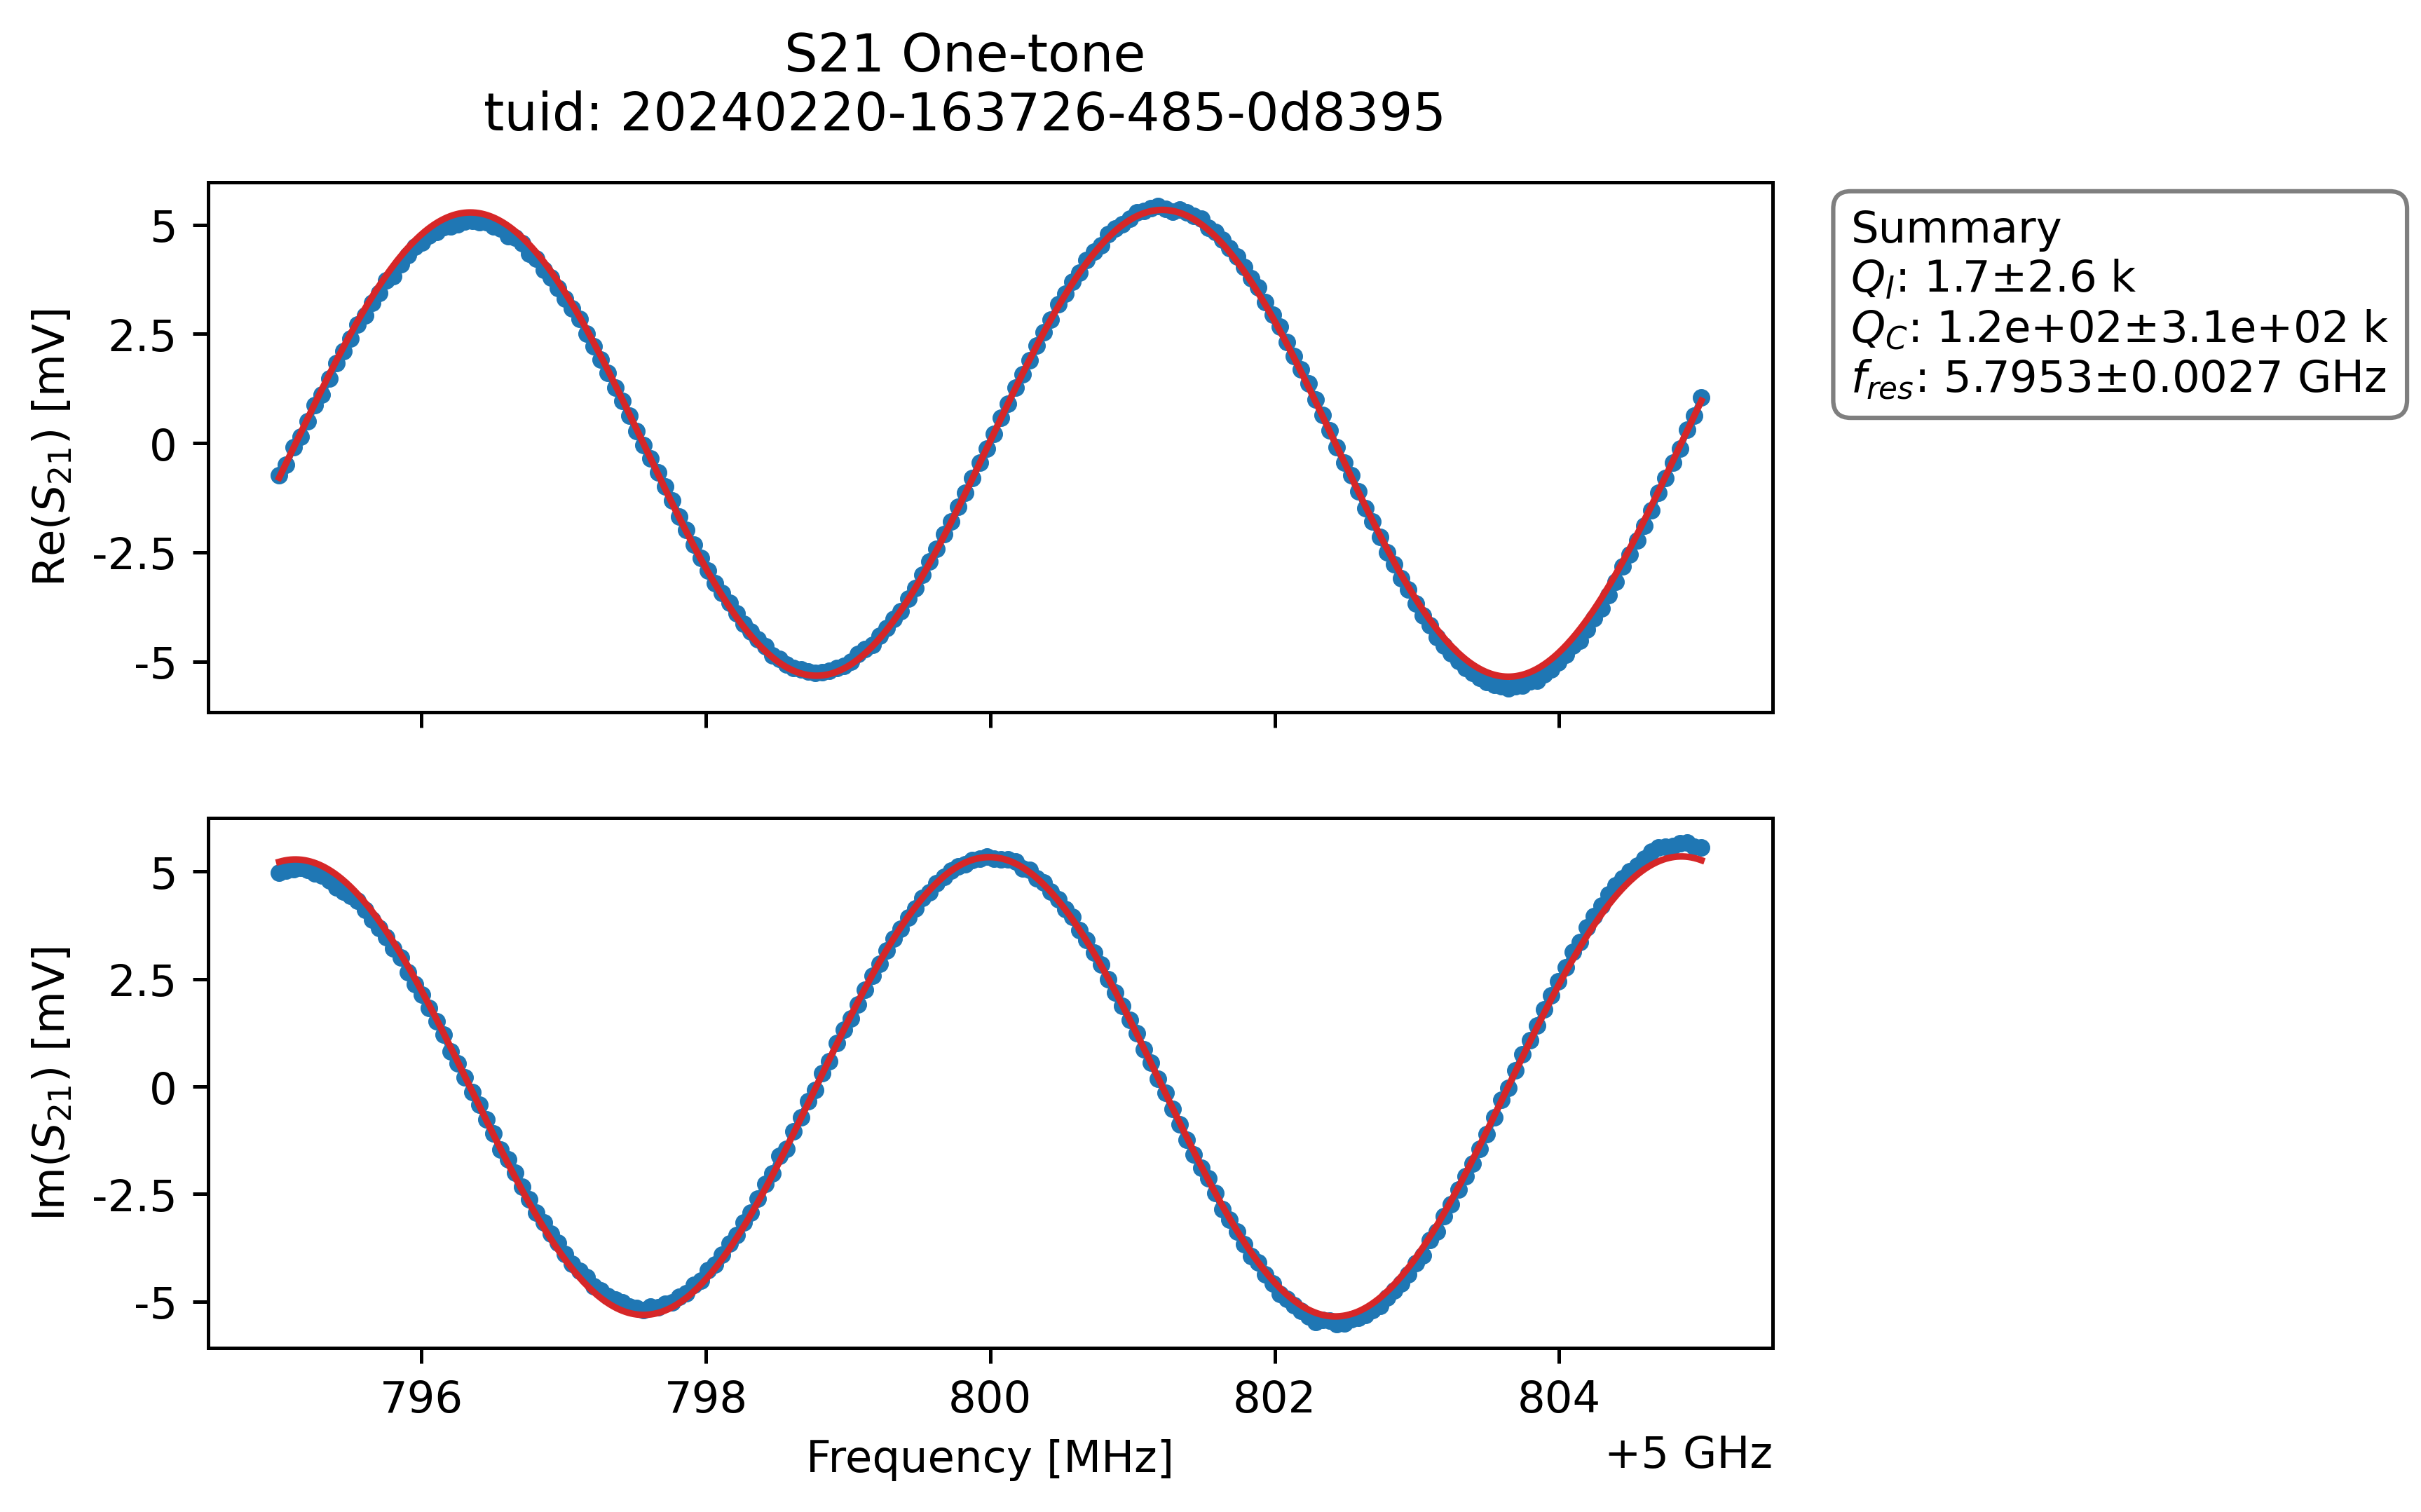 S21 One-tone
tuid: 20240220-163726-485-0d8395
Re(S21) [mV]
5
2.5
0
-2.5
-5
Summary
Ql: 1.7±2.6 k
QC: 1.2e+02±3.1e+02 k
fres: 5.7953±0.0027 GHz
Im(S21) [mV]
5
2.5
0
-2.5
-5
796 798 800 802 804
Frequency [MHz]
+5 GHz